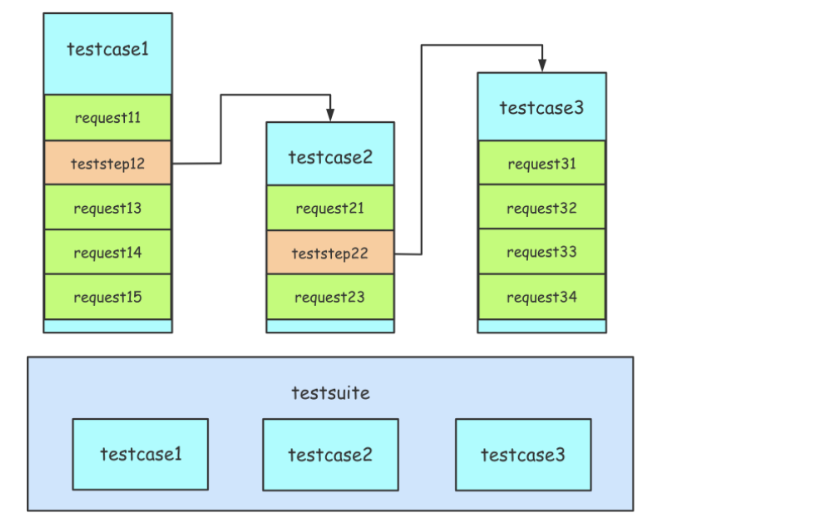 testcase1
request11
teststep12
request13
request14
request15
testcase2
request21
teststep22
request23
testcase3
request31
request32
request33
request34
testsuite
testcase1
testcase2
testcase3